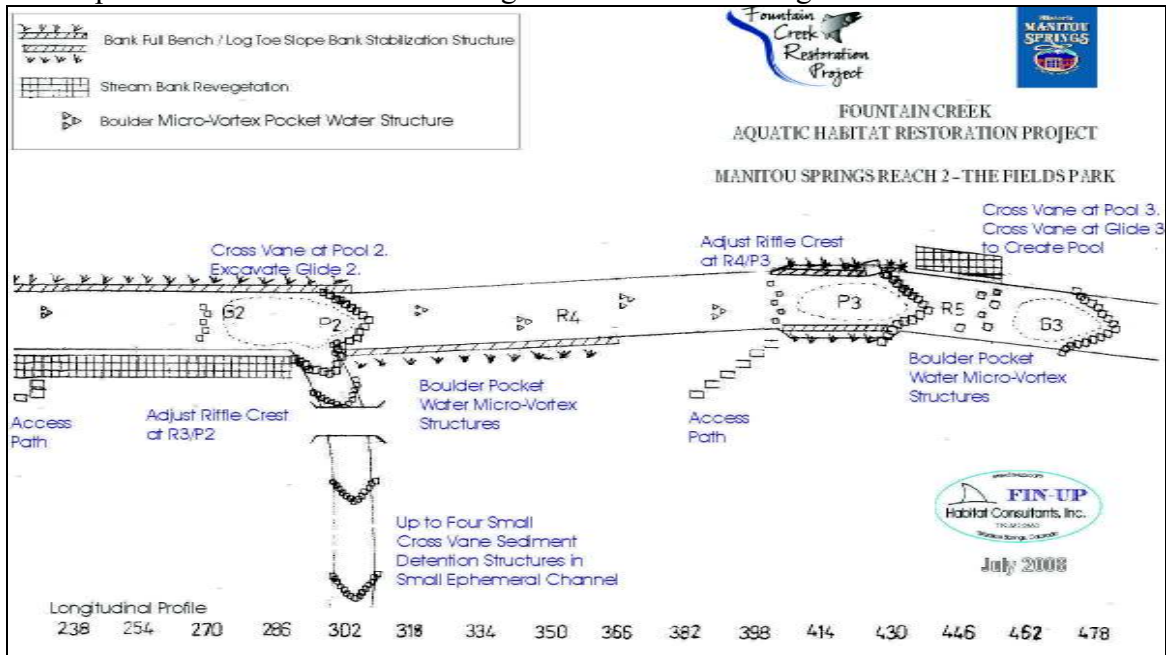 Bank Full Bench / Log Toe Slope Bank Stabilization Structure
Stream Bank Revegetation
Boulder Micro-Vortex Pocket Water Structure
Fountain
Creek
Restoration
Project
Historic
MANITOU
SPRINGS
FOUNTAIN CREEK
AQUATIC HABITAT RESTORATION PROJECT
MANITOU SPRINGS REACH 2 – THE FIELDS PARK
Cross Vane at Pool 2.
Excavate Glide 2.
Adjust Riffle Crest
at R4/P3
Cross Vane at Pool 3.
Cross Vane at Glide 3
to Create Pool
G2
P2
R4
P3
R5
G3
Access
Path
Adjust Riffle Crest
at R3/P2
Boulder Pocket
Water Micro-Vortex
Structures
Access
Path
Boulder Pocket
Water Micro-Vortex
Structures
Up to Four Small
Cross Vane Sediment
Detention Structures in
Small Ephemeral Channel
FIN-UP
Habitat Consultants, Inc.
Manitou Springs, Colorado
July 2008
Longitudinal Profile
238 254 270 286 302 318 334 350 366 382 398 414 430 446 462 478